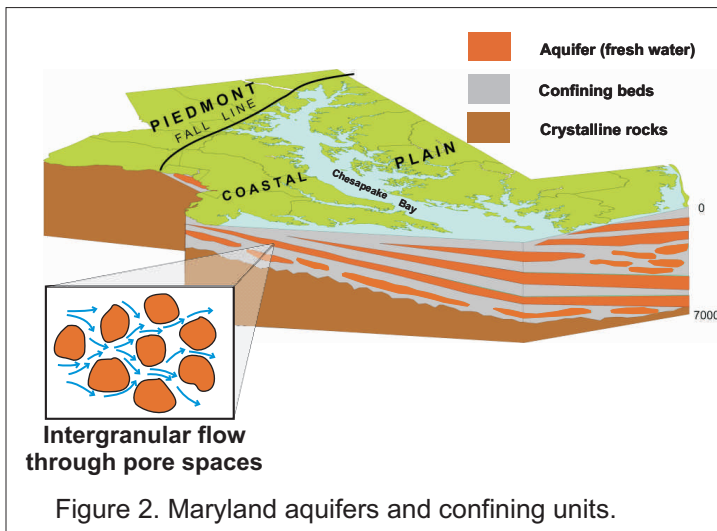 Aquifer (fresh water)
Confining beds
Crystalline rocks
PIEDMONT
FALL LINE
COASTAL
PLAIN
Chesapeake Bay
0
7000
Intergranular flow
through pore spaces
Figure 2. Maryland aquifers and confining units.